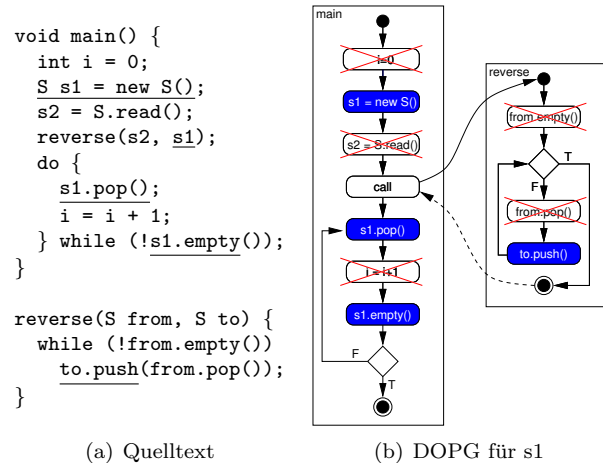 void main() {
int i = 0;
S s1 = new S();
s2 = S.read();
reverse(s2, s1);
do {
s1.pop();
i = i + 1;
} while (!s1.empty());
}
reverse(S from, S to) {
while (!from.empty())
to.push(from.pop());
}
(a) Quelltext
main
i=0
s1 = new S()
s2 = S.read()
call
s1.pop()
i = i+1
s1.empty()
F
T
reverse
from.empty()
T
F
from.pop()
to.push()
(b) DOPG für s1